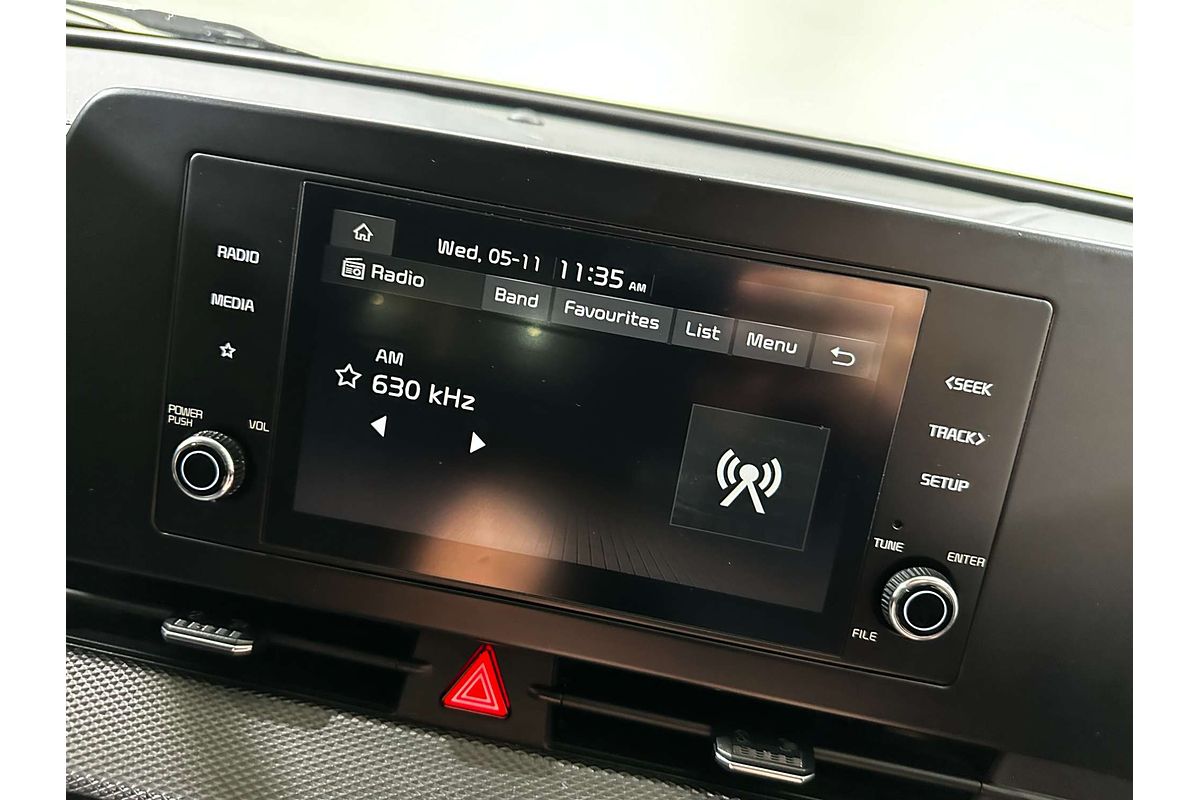 RADIO
MEDIA
POWER
PUSH
VOL
Wed, 05-11 11:35 AM
Radio
Band
Favourites
List
Menu
AM
630 kHz
<SEEK
TRACK>
SETUP
TUNE
ENTER
FILE